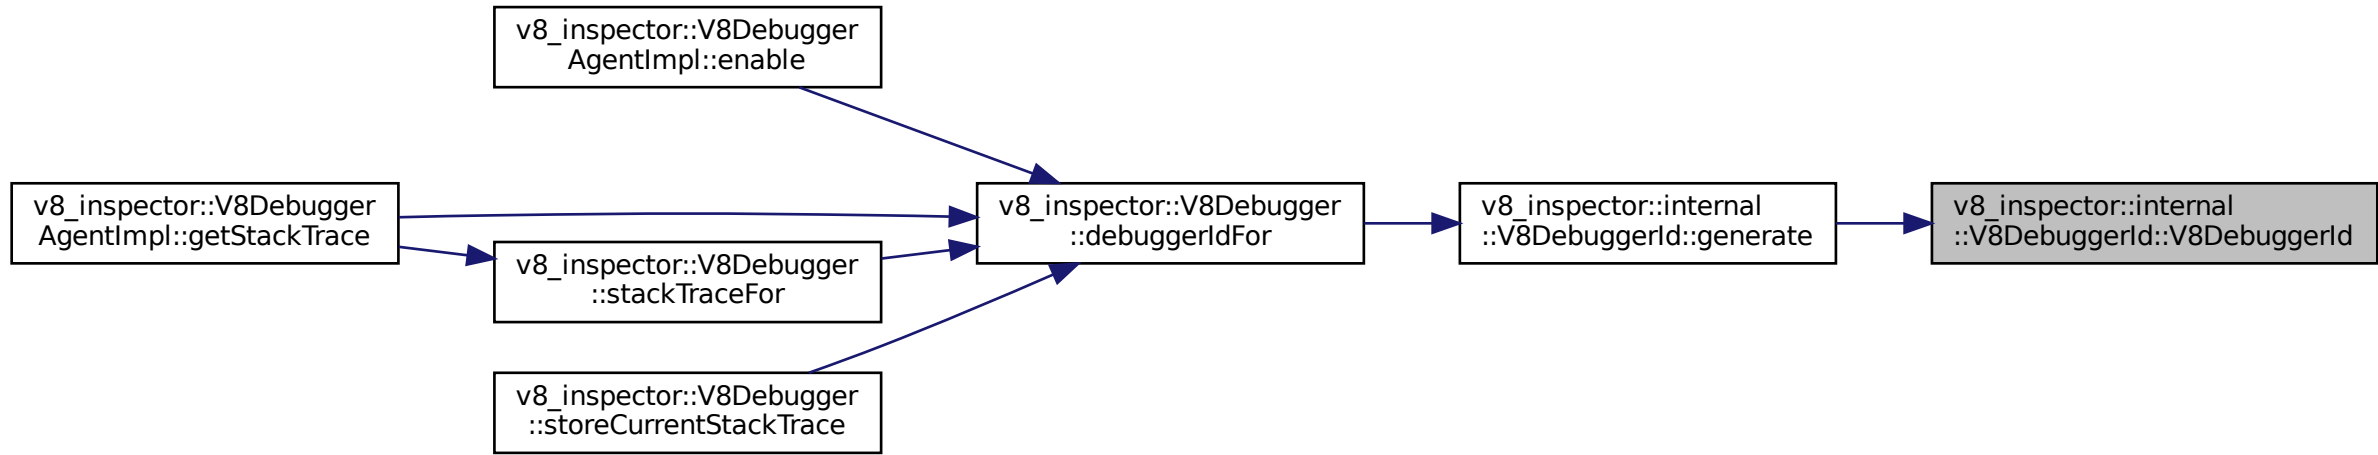 v8_inspector::V8Debugger
AgentImpl::enable
v8_inspector::V8Debugger
AgentImpl::getStackTrace
v8_inspector::V8Debugger
::stackTraceFor
v8_inspector::V8Debugger
::storeCurrentStackTrace
v8_inspector::V8Debugger
::debuggerIdFor
v8_inspector::internal
::V8DebuggerId::generate
v8_inspector::internal
::V8DebuggerId::V8DebuggerId